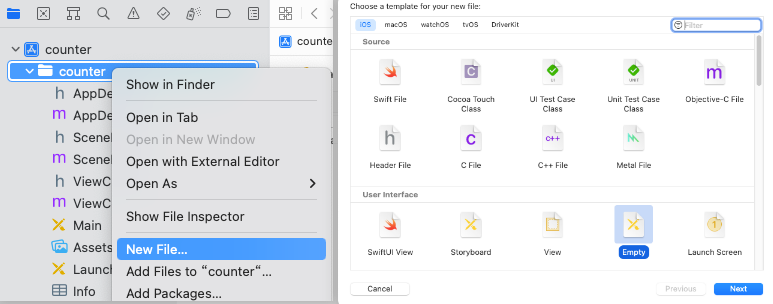 counter
counter
AppDe
AppDe
Scene
Scene
ViewC
ViewC
Main
Assets
Launc
Info
Show in Finder
Open in Tab
Open in New Window
Open with External Editor
Open As
Show File Inspector
New File...
Add Files to “counter”...
Add Packages...
counte
Choose a template for your new file:
iOS macOS watchOS tvOS DriverKit
Filter
Source
Swift File
Cocoa Touch Class
UI Test Case Class
Unit Test Case Class
Objective-C File
Header File
C File
C++ File
Metal File
User Interface
SwiftUI View
Storyboard
View
Empty
Launch Screen
Cancel
Previous
Next